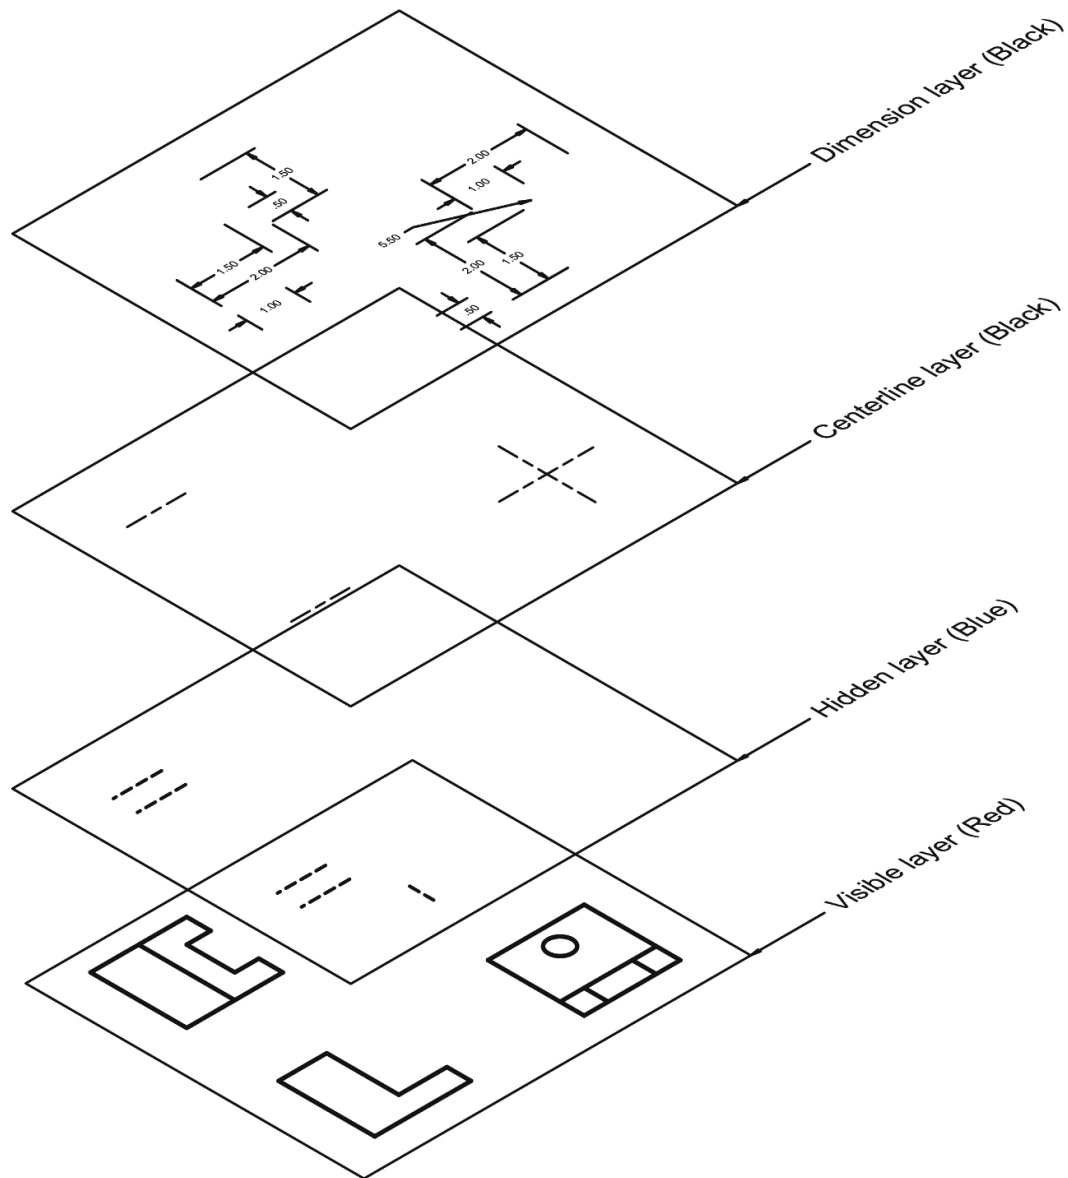 Dimension layer (Black)
1.50
.50
2.00
1.00
5.50
1.50
2.00
1.00
2.00
1.50
.50
Centerline layer (Black)
Hidden layer (Blue)
Visible layer (Red)